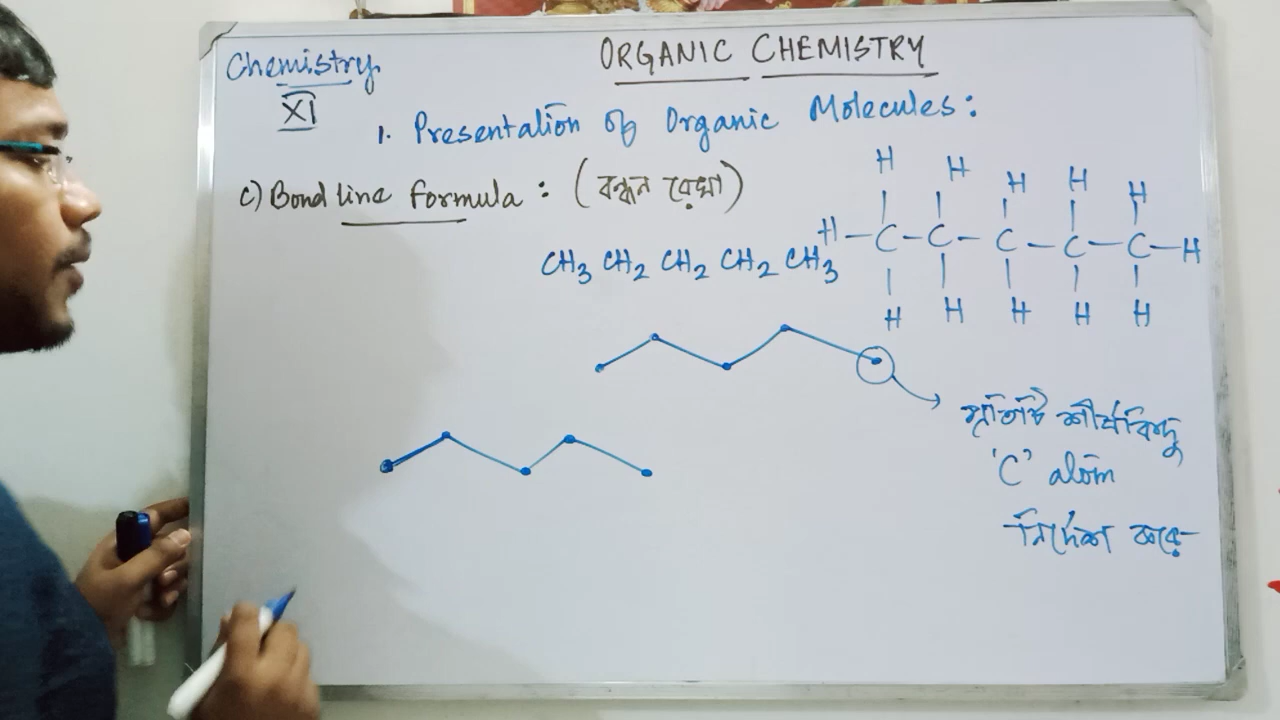 Chemistry
ORGANIC CHEMISTRY
XI
1. Presentation of Organic Molecules:
c) Bond line formula: (বন্ধন রেখা)
CH3 CH2 CH2 CH2 CH3
H H H H H
H-C-C-C-C-C-H
H H H H H
প্রতিটি শীর্ষবিন্দু
'C' atom
নির্দেশ করে